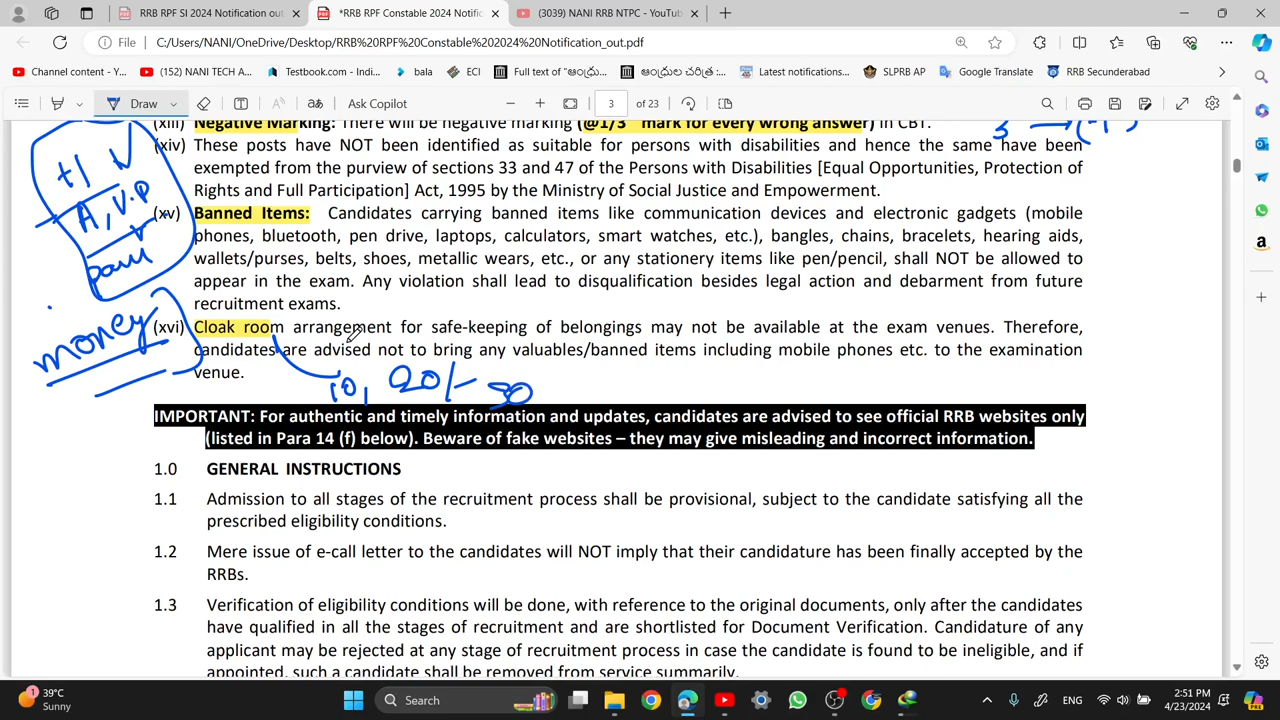 RRB RPF SI 2024 Notification out.
*RRB RPF Constable 2024 Notific
(3039) NANI RRB NTPC - YouTub
File C:/Users/NANI/OneDrive/Desktop/RRB%20RPF%20Constable%202024%20Notification_out.pdf
Channel content - Y...
(152) NANI TECH A...
Testbook.com - Indi...
bala
ECI
Full text of "ఆంధ్రు...
ఆంధ్రుల చరిత్ర :...
Latest notifications...
SLPRB AP
Google Translate
RRB Secunderabad
Draw
Ask Copilot
3 of 23
(xiii) Negative Marking: There will be negative marking (@1/3 mark for every wrong answer) in CBT.
(xiv) These posts have NOT been identified as suitable for persons with disabilities and hence the same have been
exempted from the purview of sections 33 and 47 of the Persons with Disabilities [Equal Opportunities, Protection of
Rights and Full Participation] Act, 1995 by the Ministry of Social Justice and Empowerment.
(xv) Banned Items: Candidates carrying banned items like communication devices and electronic gadgets (mobile
phones, bluetooth, pen drive, laptops, calculators, smart watches, etc.), bangles, chains, bracelets, hearing aids,
wallets/purses, belts, shoes, metallic wears, etc., or any stationery items like pen/pencil, shall NOT be allowed to
appear in the exam. Any violation shall lead to disqualification besides legal action and debarment from future
recruitment exams.
(xvi) Cloak room arrangement for safe-keeping of belongings may not be available at the exam venues. Therefore,
candidates are advised not to bring any valuables/banned items including mobile phones etc. to the examination
venue.
money
10, 20/- 30
IMPORTANT: For authentic and timely information and updates, candidates are advised to see official RRB websites only
(listed in Para 14 (f) below). Beware of fake websites – they may give misleading and incorrect information.
1.0 GENERAL INSTRUCTIONS
1.1 Admission to all stages of the recruitment process shall be provisional, subject to the candidate satisfying all the
prescribed eligibility conditions.
1.2 Mere issue of e-call letter to the candidates will NOT imply that their candidature has been finally accepted by the
RRBs.
1.3 Verification of eligibility conditions will be done, with reference to the original documents, only after the candidates
have qualified in all the stages of recruitment and are shortlisted for Document Verification. Candidature of any
applicant may be rejected at any stage of recruitment process in case the candidate is found to be ineligible, and if
appointed, such a candidate shall be removed from service summarily.
1
39°C
Sunny
Search
ENG
2:51 PM
4/23/2024